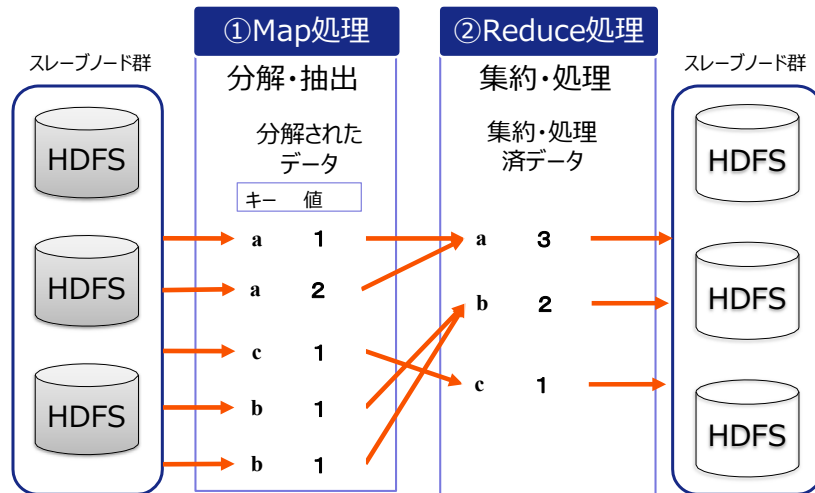 ①Map処理
②Reduce処理
スレーブノード群
分解・抽出
集約・処理
スレーブノード群
HDFS
HDFS
HDFS
分解された
データ
キー 値
a 1
a 2
c 1
b 1
b 1
集約・処理
済データ
a 3
b 2
c 1
HDFS
HDFS
HDFS